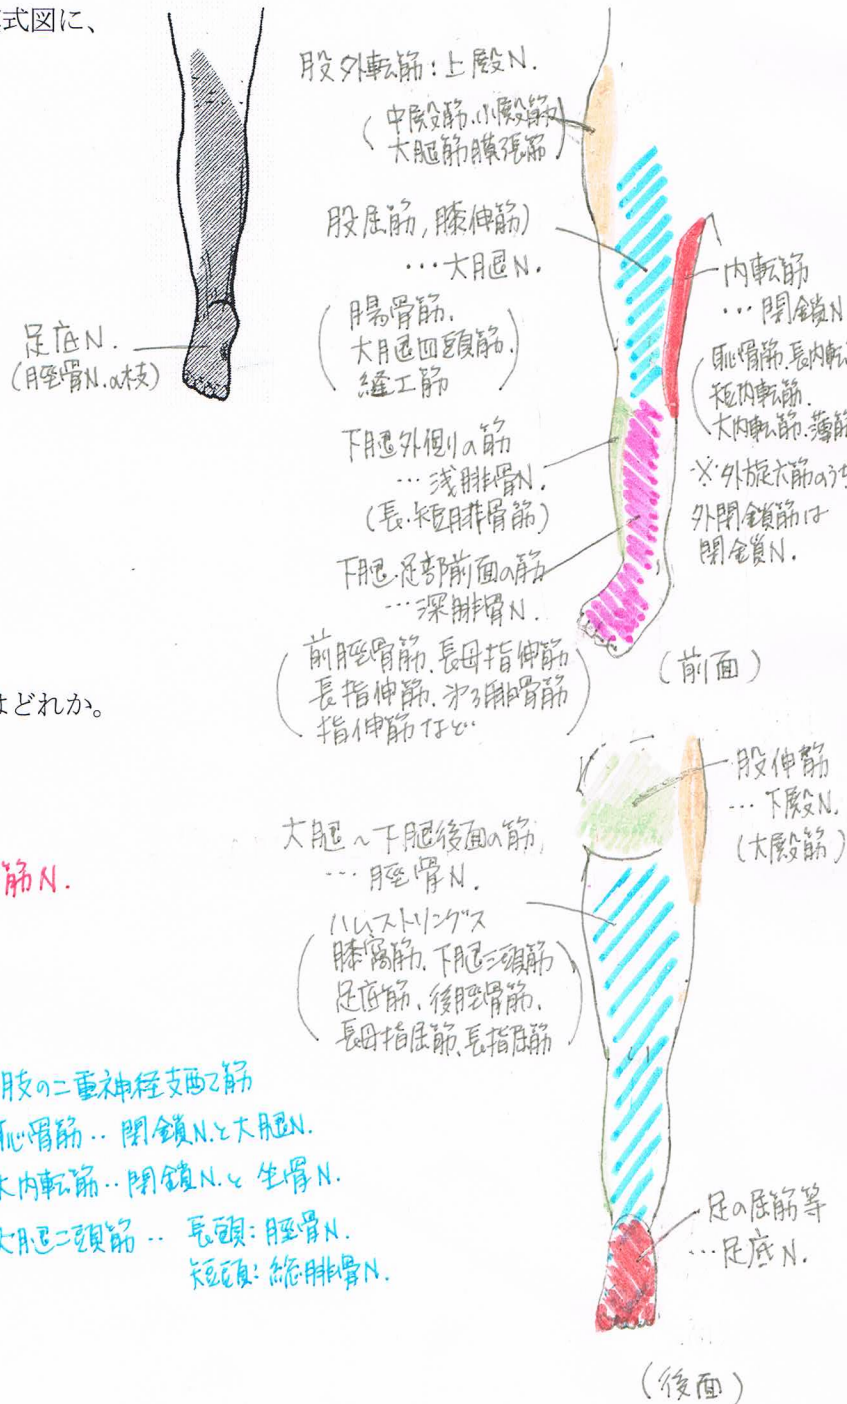 式図に、
足底N.
(脛骨N.の枝)
股外転筋:上殿N.
(中殿筋、小殿筋
大腿筋膜張筋)
股屈筋,膝伸筋)
…大腿N.
(腸骨筋、
大腿四頭筋、
縫工筋)
内転筋
…閉鎖N
(恥骨筋、長内転
短内転筋、
大内転筋、薄筋
※外旋六筋のうち
外閉鎖筋は
閉鎖N.
下腿外側の筋
…浅腓骨N.
(長・短腓骨筋)
下腿、足部前面の筋
…深腓骨N.
(前脛骨筋、長母指伸筋
長指伸筋、第3腓骨筋
指伸筋など)
(前面)
はどれか。
筋N.
股伸筋
…下殿N.
(大殿筋)
大腿~下腿後面の筋
…脛骨N.
(ハムストリングス
膝窩筋、下腿三頭筋
足底筋、後脛骨筋、
長母指屈筋、長指屈筋)
肢の二重神経支配筋
恥骨筋‥閉鎖N.と大腿N.
大内転筋‥閉鎖N.と坐骨N.
大腿二頭筋‥長頭:脛骨N.
短頭:総腓骨N.
足の屈筋等
…足底N.
(後面)